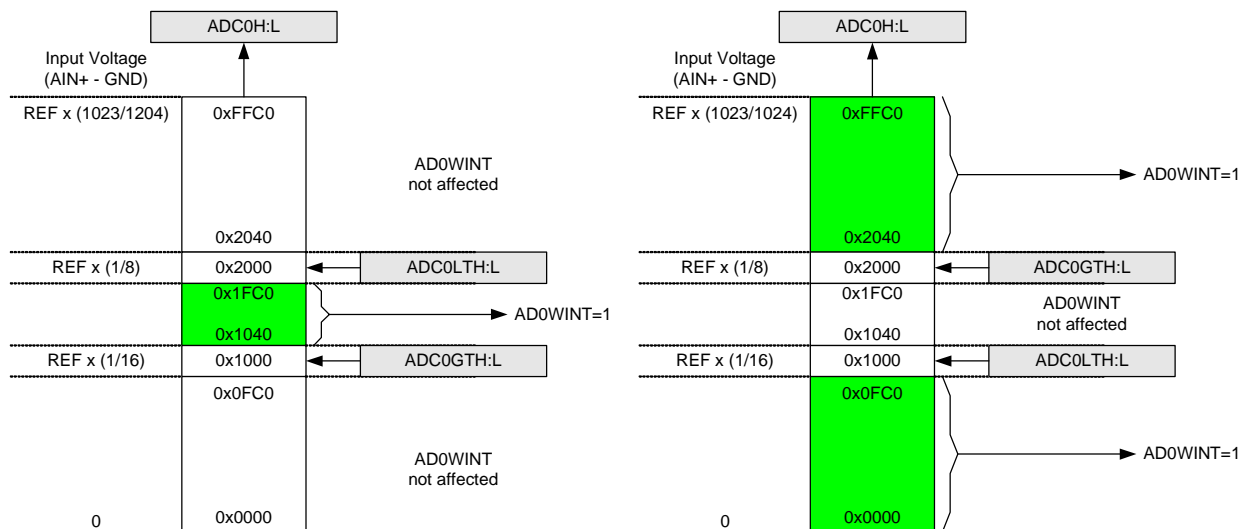 ADC0H:L
Input Voltage
(AIN+ - GND)
REF x (1023/1204)
0xFFC0
AD0WINT
not affected
0x2040
REF x (1/8)
0x2000
ADC0LTH:L
0x1FC0
AD0WINT=1
0x1040
REF x (1/16)
0x1000
ADC0GTH:L
0x0FC0
AD0WINT
not affected
0
0x0000
ADC0H:L
Input Voltage
(AIN+ - GND)
REF x (1023/1024)
0xFFC0
AD0WINT=1
0x2040
REF x (1/8)
0x2000
ADC0GTH:L
0x1FC0
AD0WINT
not affected
0x1040
REF x (1/16)
0x1000
ADC0LTH:L
0x0FC0
AD0WINT=1
0
0x0000